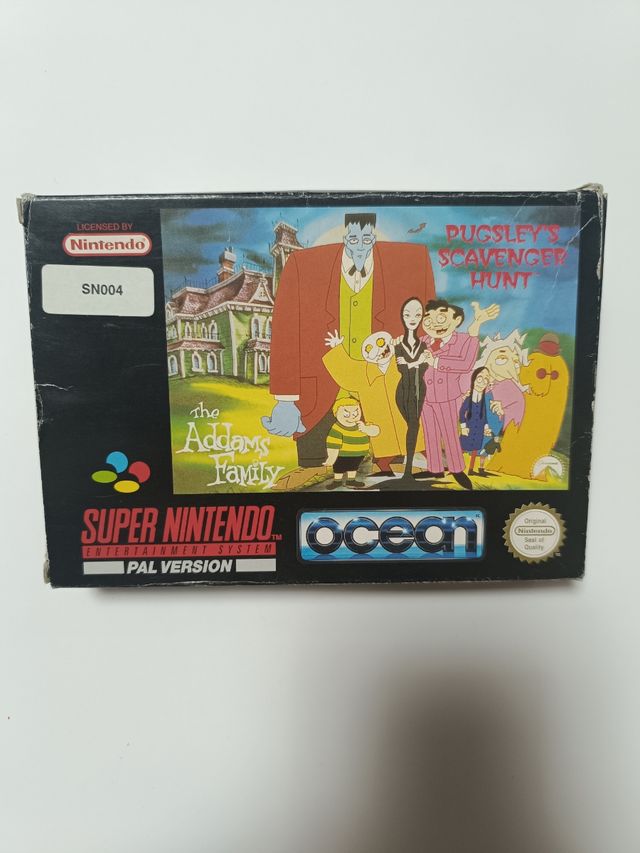 LICENSED BY
Nintendo
SN004
PUGSLEY'S
SCAVENGER
HUNT
The
Addams
Family
SUPER NINTENDO TM
ENTERTAINMENT SYSTEM
PAL VERSION
ocean
Original
Nintendo
Seal of
Quality